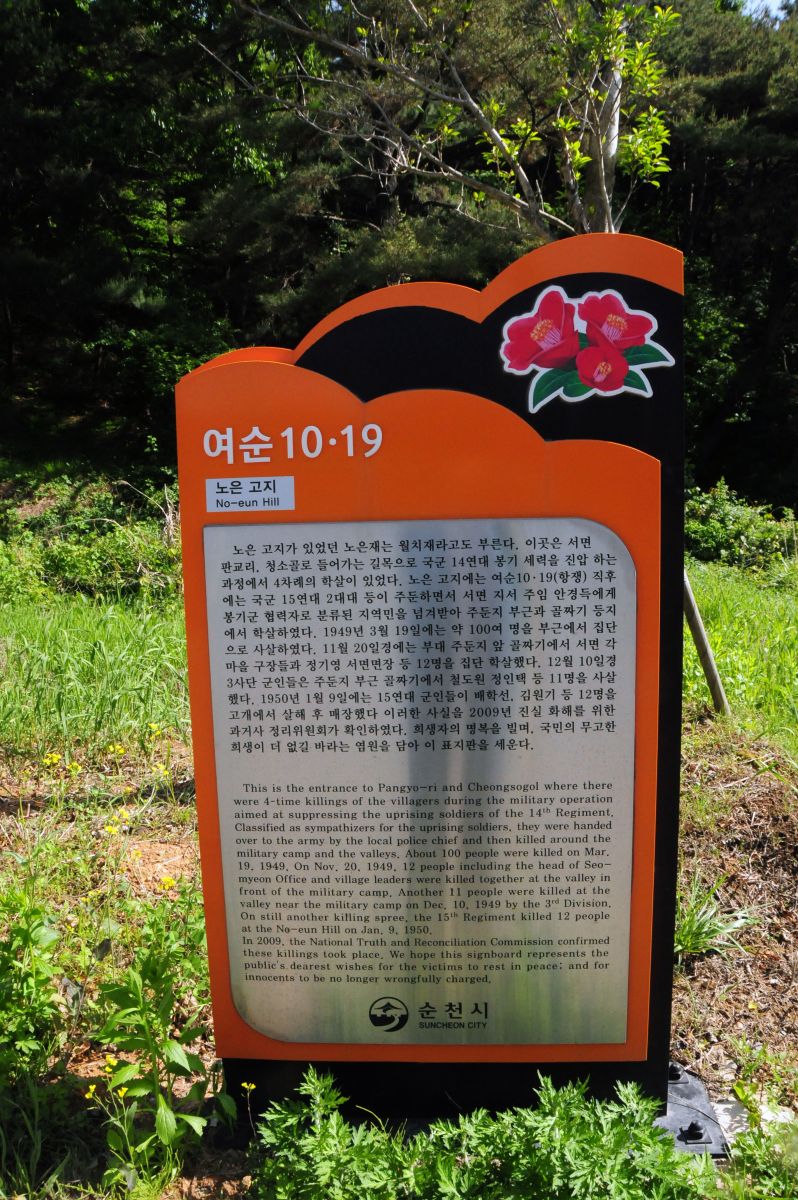 여순10·19
노은 고지
No-eun Hill
노은 고지가 있었던 노은재는 월치재라고도 부른다. 이곳은 서면
판교리, 청소골로 들어가는 길목으로 국군 14연대 봉기 세력을 진압 하는
과정에서 4차례의 학살이 있었다. 노은 고지에는 여순10·19(항쟁) 직후
에는 국군 15연대 2대대 등이 주둔하면서 서면 지서 주임 안경득에게
봉기군 협력자로 분류된 지역민을 넘겨받아 주둔지 부근과 골짜기 등지
에서 학살하였다. 1949년 3월 19일에는 약 100여 명을 부근에서 집단
으로 사살하였다. 11월 20일경에는 부대 주둔지 앞 골짜기에서 서면 각
마을 구장들과 정기영 서면면장 등 12명을 집단 학살했다. 12월 10일경
3사단 군인들은 주둔지 부근 골짜기에서 철도원 정인택 등 11명을 사살
했다. 1950년 1월 9일에는 15연대 군인들이 배학선, 김원기 등 12명을
고개에서 살해 후 매장했다 이러한 사실을 2009년 진실 화해를 위한
과거사 정리위원회가 확인하였다. 희생자의 명복을 빌며, 국민의 무고한
희생이 더 없길 바라는 염원을 담아 이 표지판을 세운다.
This is the entrance to Pangyo-ri and Cheongsogol where there
were 4-time killings of the villagers during the military operation
aimed at suppressing the uprising soldiers of the 14th Regiment.
Classified as sympathizers for the uprising soldiers, they were handed
over to the army by the local police chief and then killed around the
military camp and the valleys. About 100 people were killed on Mar.
19, 1949. On Nov. 20, 1949, 12 people including the head of Seo-
myeon Office and village leaders were killed together at the valley in
front of the military camp. Another 11 people were killed at the
valley near the military camp on Dec. 10, 1949 by the 3rd Division.
On still another killing spree, the 15th Regiment killed 12 people
at the No-eun Hill on Jan. 9, 1950.
In 2009, the National Truth and Reconciliation Commission confirmed
these killings took place. We hope this signboard represents the
public's dearest wishes for the victims to rest in peace; and for
innocents to be no longer wrongfully charged.
순천시
SUNCHEON CITY